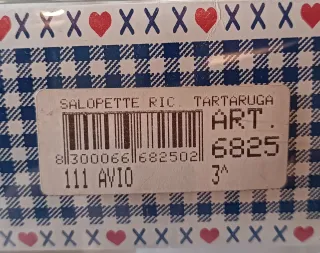 SALOPETTE RIC. TARTARUGA
ART
8 300066 682502 6825
111 AVIO 3^